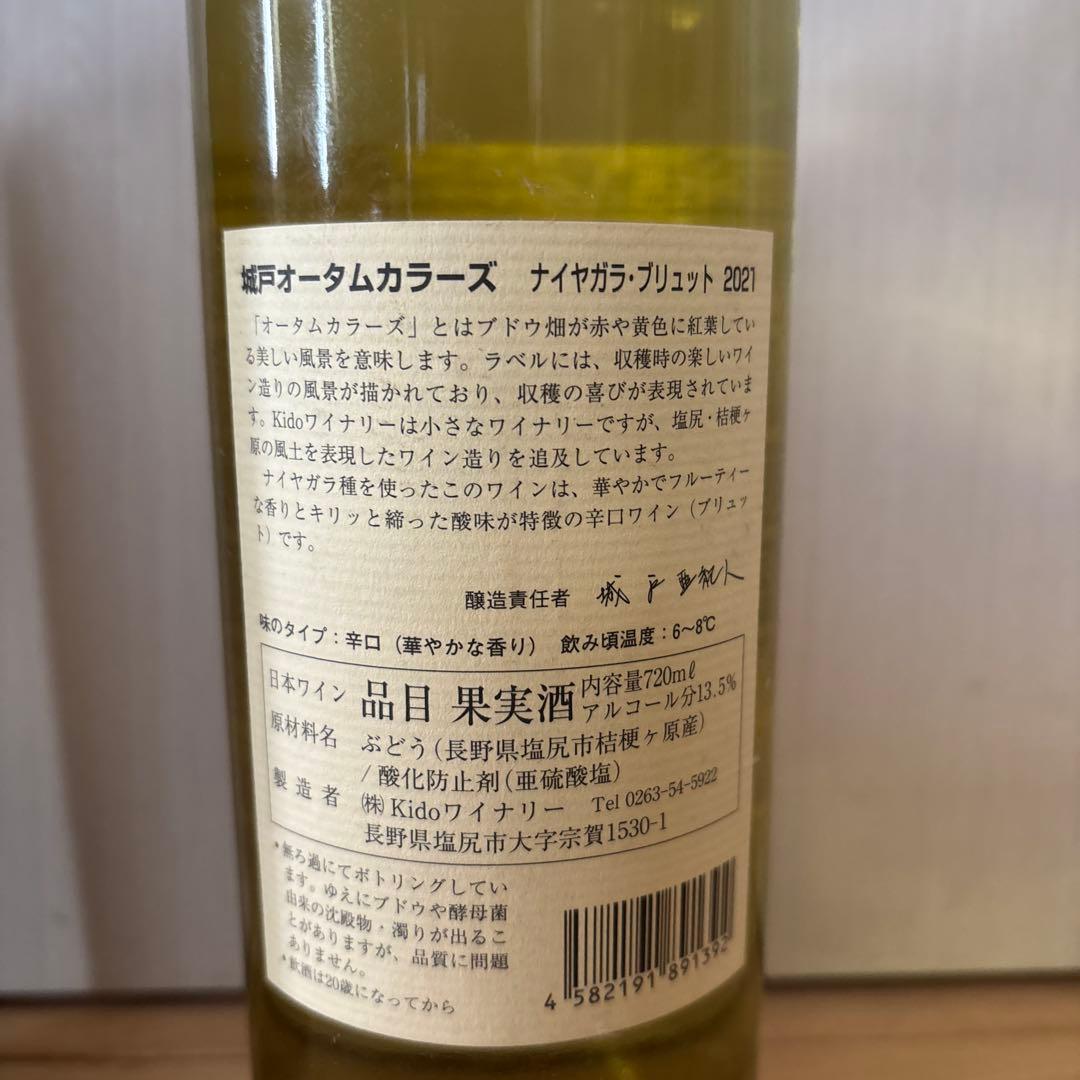 城戸オータムカラーズ ナイヤガラ・ブリュット 2021
「オータムカラーズ」とはブドウ畑が赤や黄色に紅葉してい
る美しい風景を意味します。ラベルには、収穫時の楽しいワイ
ン造りの風景が描かれており、収穫の喜びが表現されていま
す。Kidoワイナリーは小さなワイナリーですが、塩尻・桔梗ヶ
原の風土を表現したワイン造りを追及しています。
ナイヤガラ種を使ったこのワインは、華やかでフルーティー
な香りとキリッと締った酸味が特徴の辛口ワイン（ブリュッ
ト）です。
醸造責任者 城戸亜紀人
味のタイプ：辛口（華やかな香り） 飲み頃温度：6〜8℃
日本ワイン 品目 果実酒 内容量720mℓ
アルコール分13.5%
原材料名 ぶどう（長野県塩尻市桔梗ヶ原産）
/ 酸化防止剤（亜硫酸塩）
製造者 ㈱Kidoワイナリー Tel 0263-54-5922
長野県塩尻市大字宗賀1530-1
*無ろ過にてボトリングしてい
ます。ゆえにブドウや酵母菌
由来の沈殿物・濁りが出るこ
とがありますが、品質に問題
ありません。
*飲酒は20歳になってから
4 582191 891392